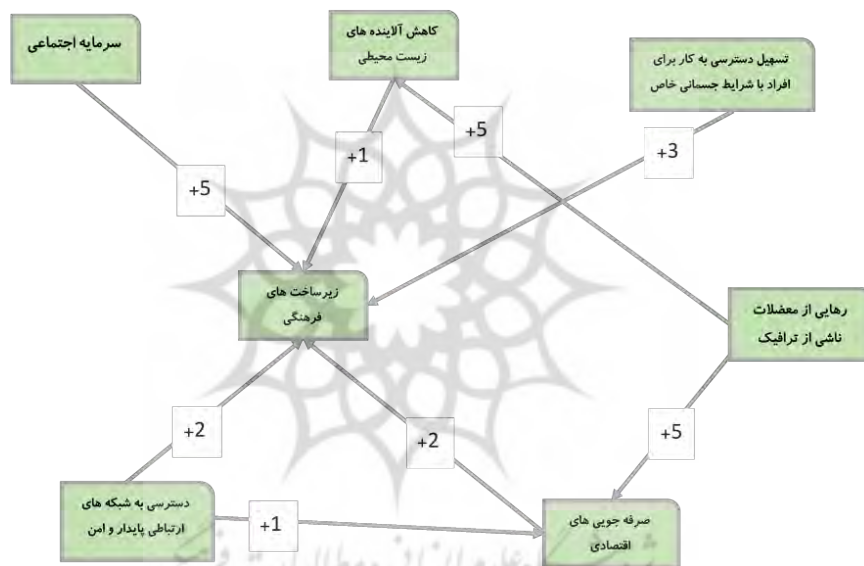 سرمایه اجتماعی
کاهش آلاینده های
زیست محیطی
تسهیل دسترسی به کار برای
افراد با شرایط جسمانی خاص
+5
+1
+5
+3
زیرساخت های
فرهنگی
رهایی از معضلات
ناشی از ترافیک
+2
+2
+5
دسترسی به شبکه های
ارتباطی پایدار و امن
+1
صرفه جویی های
اقتصادی